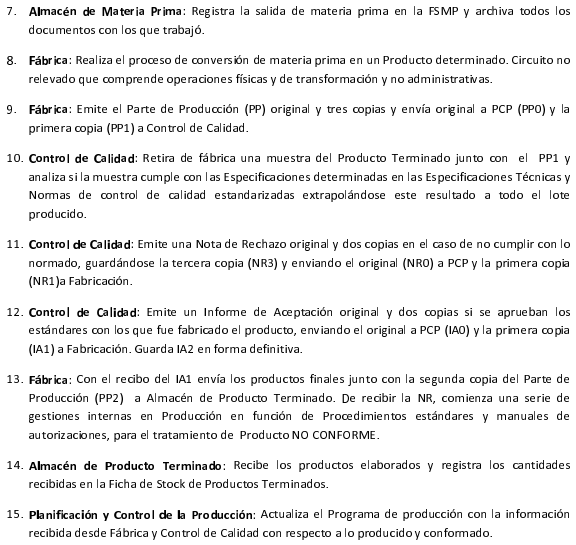 7. Almacén de Materia Prima: Registra la salida de materia prima en la FSMP y archiva todos los
documentos con los que trabajó.
8. Fábrica: Realiza el proceso de conversión de materia prima en un Producto determinado. Circuito no
relevado que comprende operaciones físicas y de transformación y no administrativas.
9. Fábrica: Emite el Parte de Producción (PP) original y tres copias y envía original a PCP (PP0) y la
primera copia (PP1) a Control de Calidad.
10. Control de Calidad: Retira de fábrica una muestra del Producto Terminado junto con el PP1 y
analiza si la muestra cumple con las Especificaciones determinadas en las Especificaciones Técnicas y
Normas de control de calidad estandarizadas extrapolándose este resultado a todo el lote
producido.
11. Control de Calidad: Emite una Nota de Rechazo original y dos copias en el caso de no cumplir con lo
normado, guardándose la tercera copia (NR3) y enviando el original (NR0) a PCP y la primera copia
(NR1)a Fabricación.
12. Control de Calidad: Emite un Informe de Aceptación original y dos copias si se aprueban los
estándares con los que fue fabricado el producto, enviando el original a PCP (IA0) y la primera copia
(IA1) a Fabricación. Guarda IA2 en forma definitiva.
13. Fábrica: Con el recibo del IA1 envía los productos finales junto con la segunda copia del Parte de
Producción (PP2) a Almacén de Producto Terminado. De recibir la NR, comienza una serie de
gestiones internas en Producción en función de Procedimientos estándares y manuales de
autorizaciones, para el tratamiento de Producto NO CONFORME.
14. Almacén de Producto Terminado: Recibe los productos elaborados y registra los cantidades
recibidas en la Ficha de Stock de Productos Terminados.
15. Planificación y Control de la Producción: Actualiza el Programa de producción con la información
recibida desde Fábrica y Control de Calidad con respecto a lo producido y conformado.